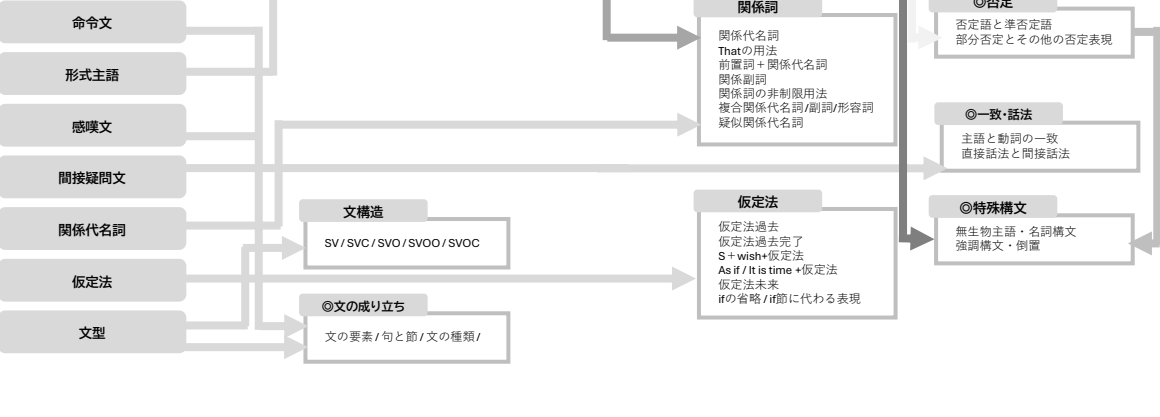 命令文
形式主語
感嘆文
間接疑問文
関係代名詞
仮定法
文型
文構造
SV / SVC / SVO / SVOO / SVOC
◎文の成り立ち
文の要素 / 句と節 / 文の種類 /
関係詞
関係代名詞
Thatの用法
前置詞＋関係代名詞
関係副詞
関係詞の非制限用法
複合関係代名詞/副詞/形容詞
疑似関係代名詞
仮定法
仮定法過去
仮定法過去完了
S＋wish+仮定法
As if / It is time +仮定法
仮定法未来
ifの省略 / if節に代わる表現
◎否定
否定語と準否定語
部分否定とその他の否定表現
◎一致・話法
主語と動詞の一致
直接話法と間接話法
◎特殊構文
無生物主語・名詞構文
強調構文・倒置